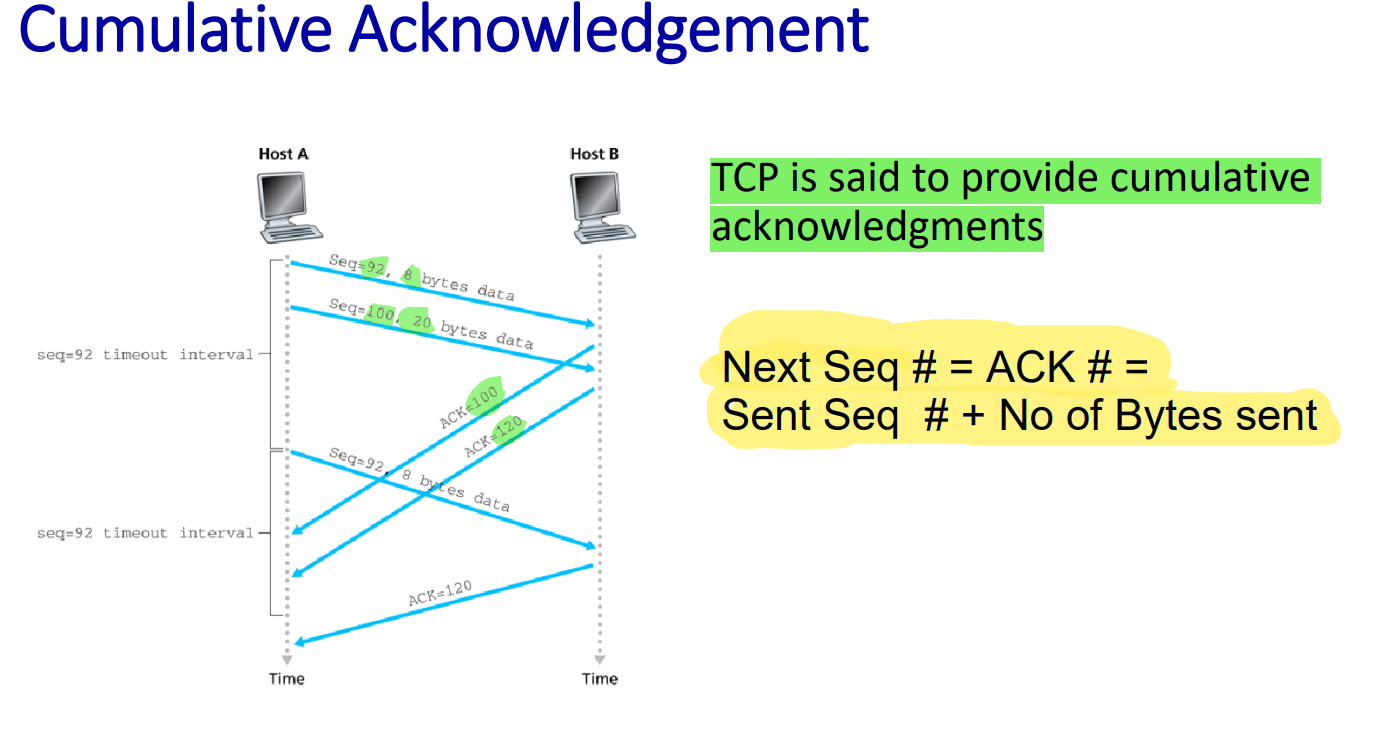 Cumulative Acknowledgement
Host A
Host B
Seq=92, 8 bytes data
Seq=100, 20 bytes data
seq=92 timeout interval
ACK=100
ACK=120
Seq=92, 8 bytes data
seq=92 timeout interval
ACK=120
Time
Time
TCP is said to provide cumulative
acknowledgments
Next Seq # = ACK # =
Sent Seq # + No of Bytes sent